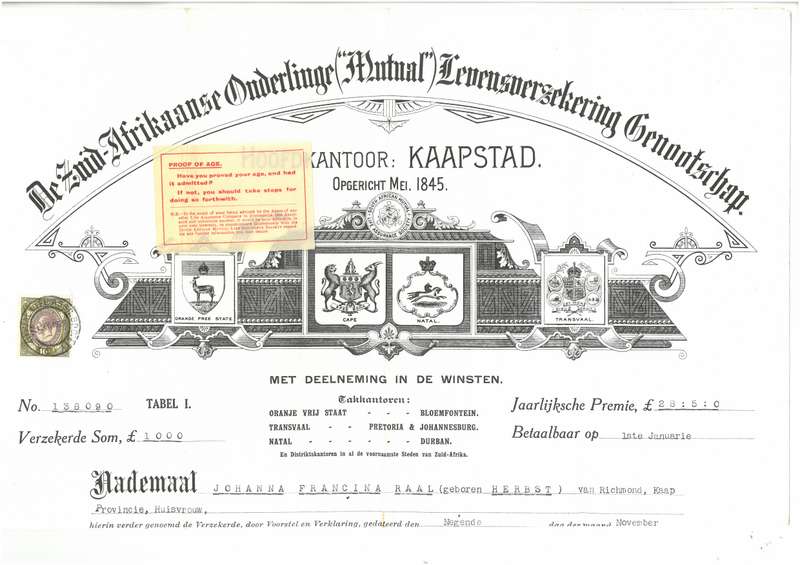 De Zuid-Afrikaanse Onderlinge ("Mutual") Levensverzekering Genootschap.
HOOFDKANTOOR: KAAPSTAD.
OPGERICHT MEI. 1845.
PROOF OF AGE.
Have you proved your age, and had
it admitted?
If not, you should take steps for
doing so forthwith.
SOUTH AFRICAN MUTUAL
ORANGE FREE STATE
CAPE
NATAL.
TRANSVAAL.
MET DEELNEMING IN DE WINSTEN.
No. 138090 TABEL I.
Verzekerde Som, £ 1000
Takkantoren:
ORANJE VRIJ STAAT - - - BLOEMFONTEIN.
TRANSVAAL - - - PRETORIA & JOHANNESBURG.
NATAL - - - - - DURBAN.
En Distriktskantoren in al de voornaamste Steden van Zuid-Afrika.
Jaarlijksche Premie, £ 28:5:0
Betaalbaar op 1ste Januarie
Nademaal JOHANNA FRANCINA RAAL (geboren HERBST) van Richmond, Kaap
Provincie, Huisvrouw,
hierin verder genoemd de Verzekerde, door Voorstel en Verklaring, gedateerd den Negende dag der maand November